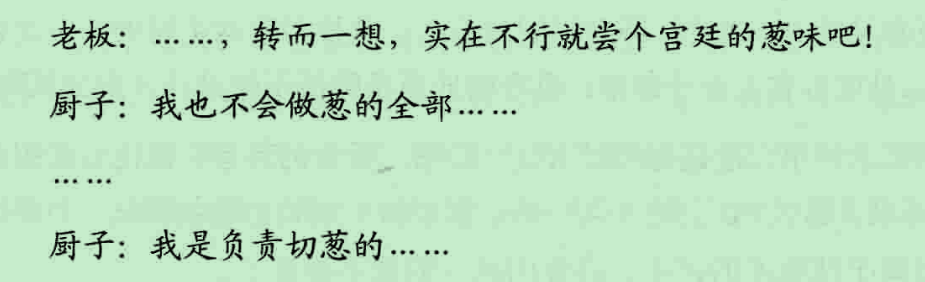 老板：……，转而一想，实在不行就尝个宫廷的葱味吧！
厨子：我也不会做葱的全部……
……
厨子：我是负责切葱的……